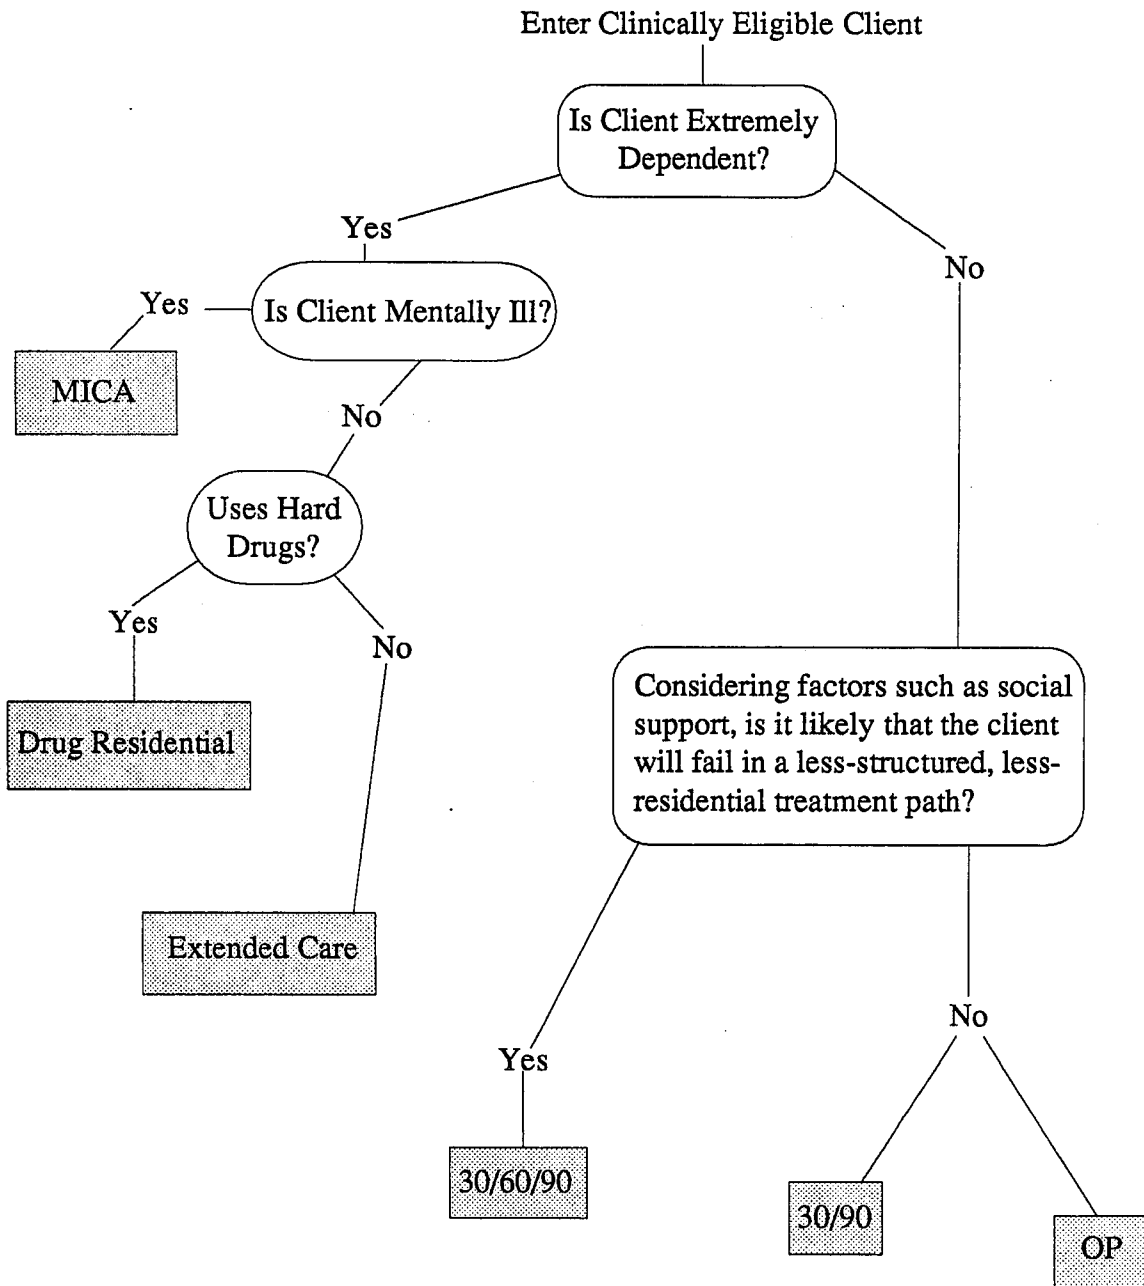 Enter Clinically Eligible Client
Is Client Extremely
Dependent?
Yes
No
Is Client Mentally Ill?
Yes
MICA
No
Uses Hard
Drugs?
Yes
No
Drug Residential
Extended Care
Considering factors such as social
support, is it likely that the client
will fail in a less-structured, less-
residential treatment path?
Yes
No
30/60/90
30/90
OP